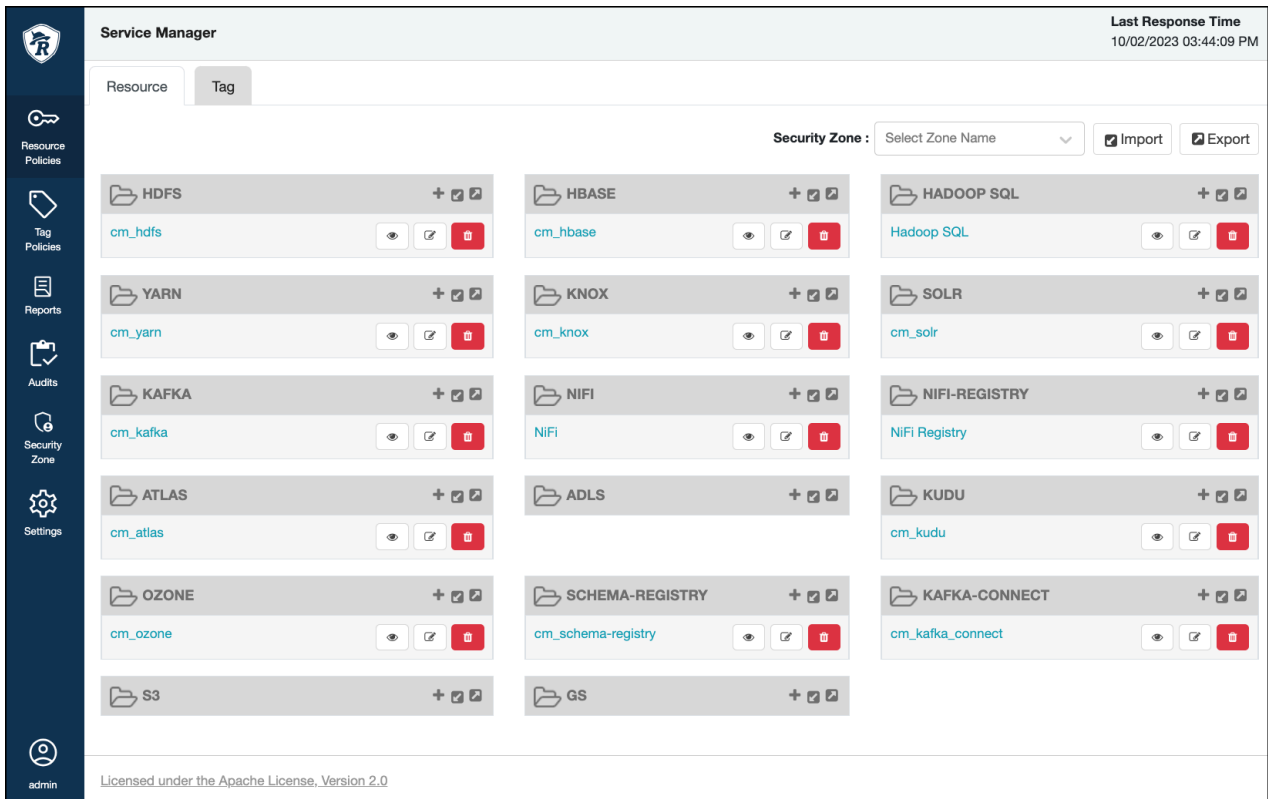 Service Manager
Last Response Time
10/02/2023 03:44:09 PM
Resource
Tag
Security Zone :
Select Zone Name
Import
Export
Resource
Policies
Tag
Policies
Reports
Audits
Security
Zone
Settings
admin
HDFS
HBASE
HADOOP SQL
cm_hdfs
cm_hbase
Hadoop SQL
YARN
KNOX
SOLR
cm_yarn
cm_knox
cm_solr
KAFKA
NIFI
NIFI-REGISTRY
cm_kafka
NiFi
NiFi Registry
ATLAS
ADLS
KUDU
cm_atlas
cm_kudu
OZONE
SCHEMA-REGISTRY
KAFKA-CONNECT
cm_ozone
cm_schema-registry
cm_kafka_connect
S3
GS
Licensed under the Apache License, Version 2.0